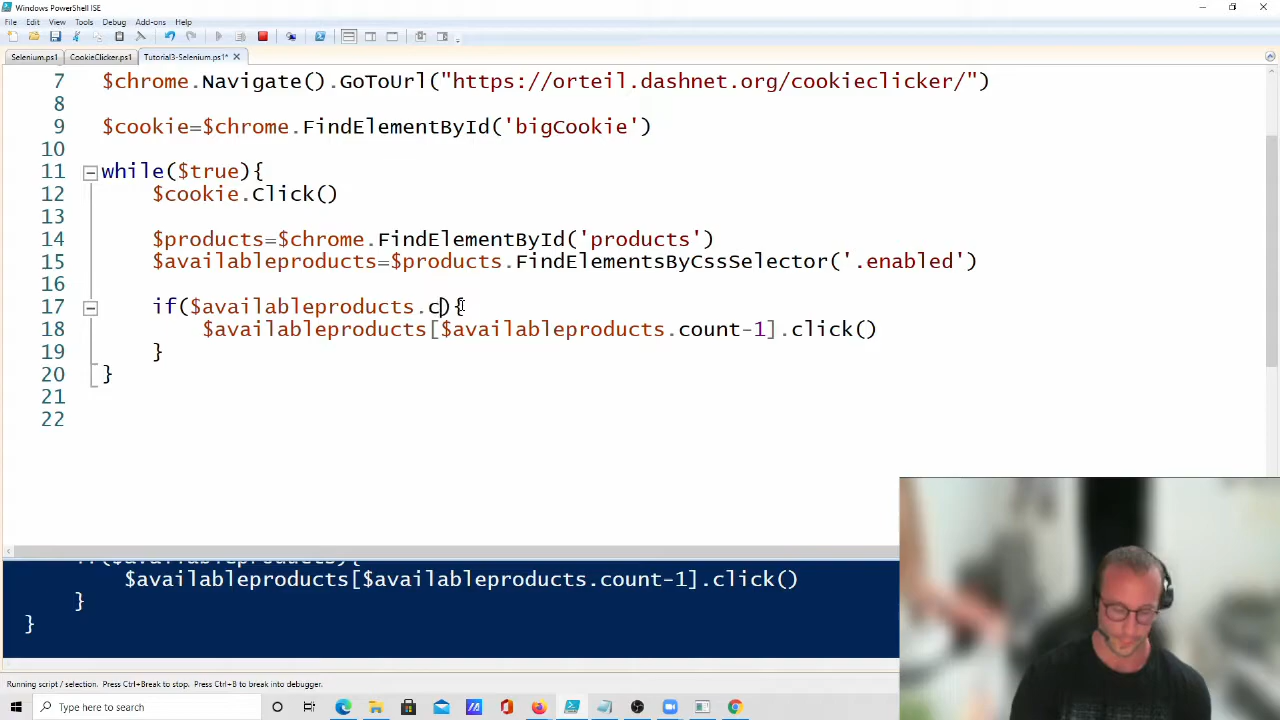 Windows PowerShell ISE
File Edit View Tools Debug Add-ons Help
Selenium.ps1 CookieClicker.ps1 Tutorial3-Selenium.ps1* X
7 $chrome.Navigate().GoToUrl("https://orteil.dashnet.org/cookieclicker/")
8
9 $cookie=$chrome.FindElementById('bigCookie')
10
11 while($true){
12 $cookie.Click()
13
14 $products=$chrome.FindElementById('products')
15 $availableproducts=$products.FindElementsByCssSelector('.enabled')
16
17 if($availableproducts.c){
18 $availableproducts[$availableproducts.count-1].click()
19 }
20 }
21
22
if($availableproducts){
$availableproducts[$availableproducts.count-1].click()
}
}
Running script / selection. Press Ctrl+Break to stop. Press Ctrl+B to break into debugger.
Type here to search